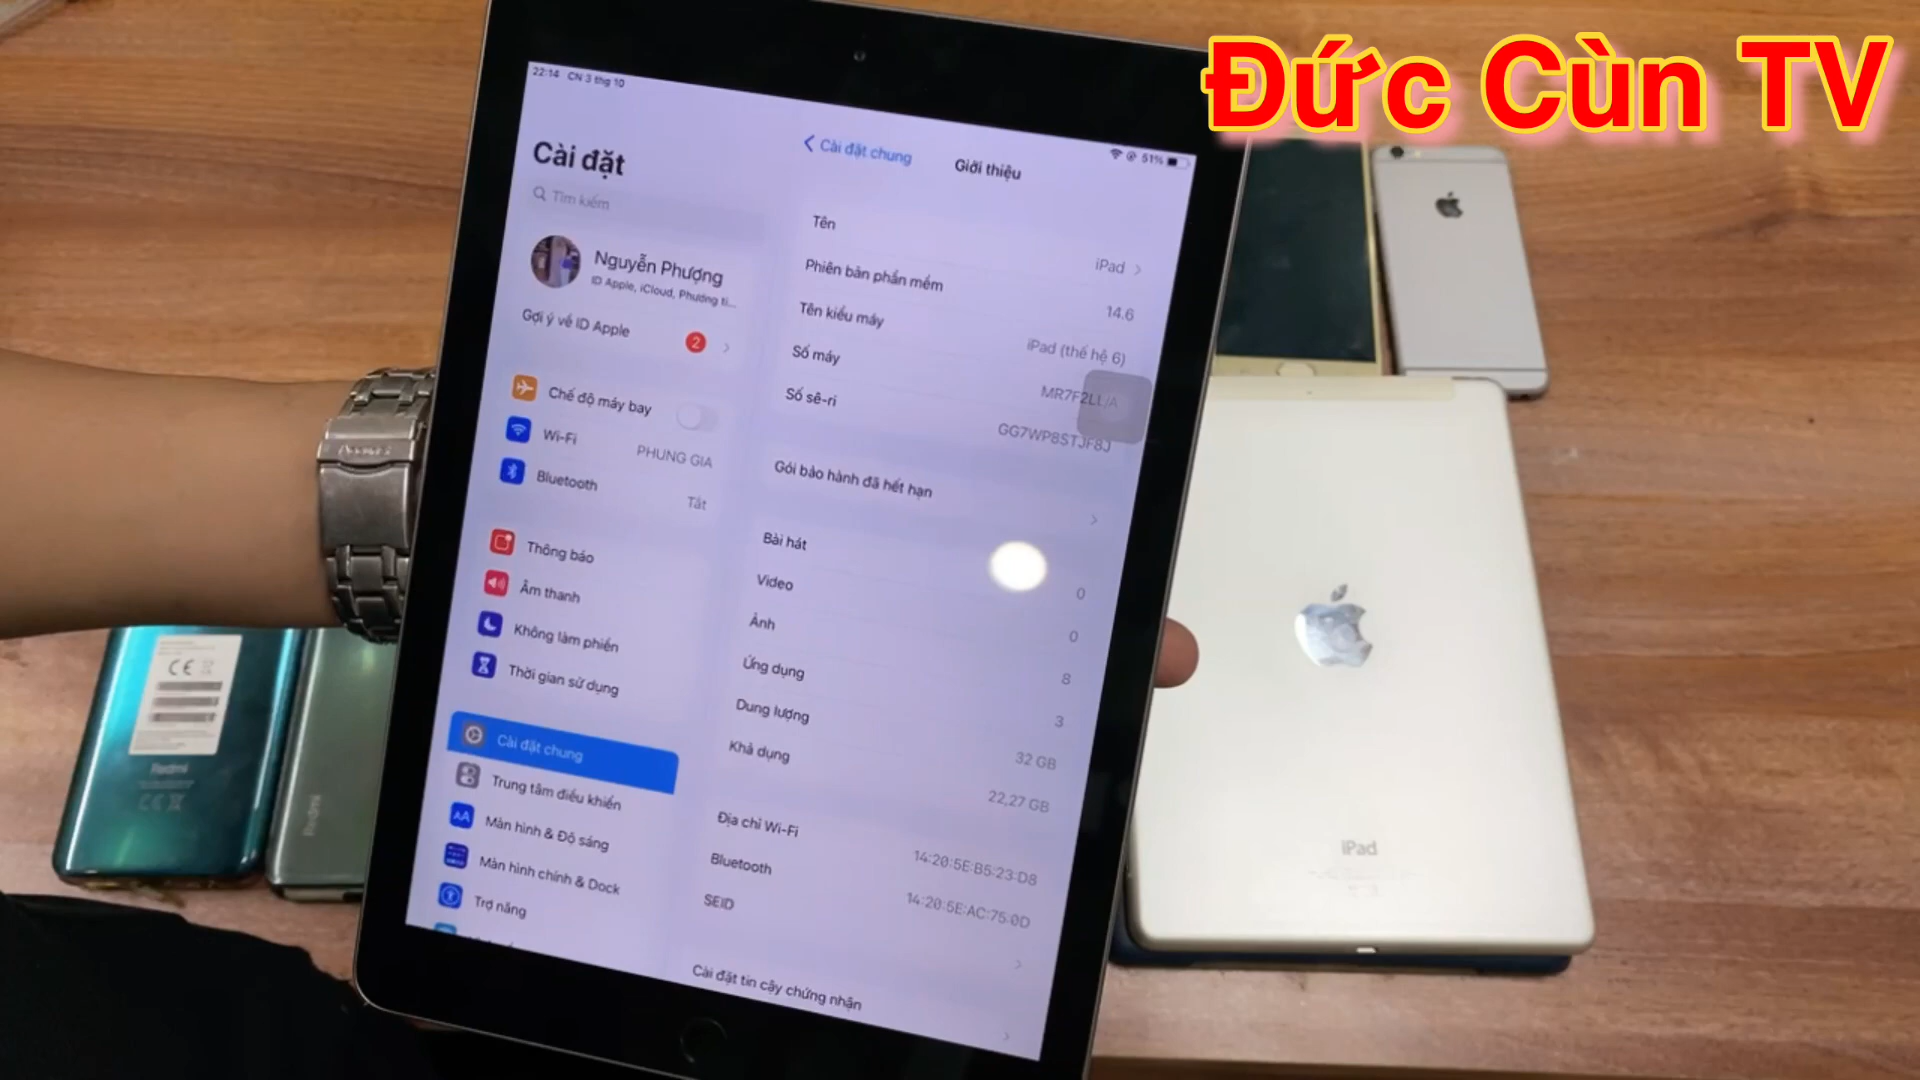 Đức Cùn TV
22:14 CN 3 thg 10
51%
Cài đặt
Tìm kiếm
Nguyễn Phượng
ID Apple, iCloud, Phương ti...
Gợi ý về ID Apple
2
Chế độ máy bay
Wi-Fi
PHUNG GIA
Bluetooth
Tắt
Thông báo
Âm thanh
Không làm phiền
Thời gian sử dụng
Cài đặt chung
Trung tâm điều khiển
AA
Màn hình & Độ sáng
Màn hình chính & Dock
Trợ năng
Cài đặt chung
Giới thiệu
Tên
iPad
Phiên bản phần mềm
14.6
Tên kiểu máy
iPad (thế hệ 6)
Số máy
MR7F2LL/A
Số sê-ri
GG7WP8STJF8J
Gói bảo hành đã hết hạn
Bài hát
0
Video
0
Ảnh
8
Ứng dụng
3
Dung lượng
32 GB
Khả dụng
22,27 GB
Địa chỉ Wi-Fi
14:20:5E:B5:23:D8
Bluetooth
14:20:5E:AC:75:0D
SEID
Cài đặt tin cậy chứng nhận
iPad
CE
Redmi
CE
Redmi